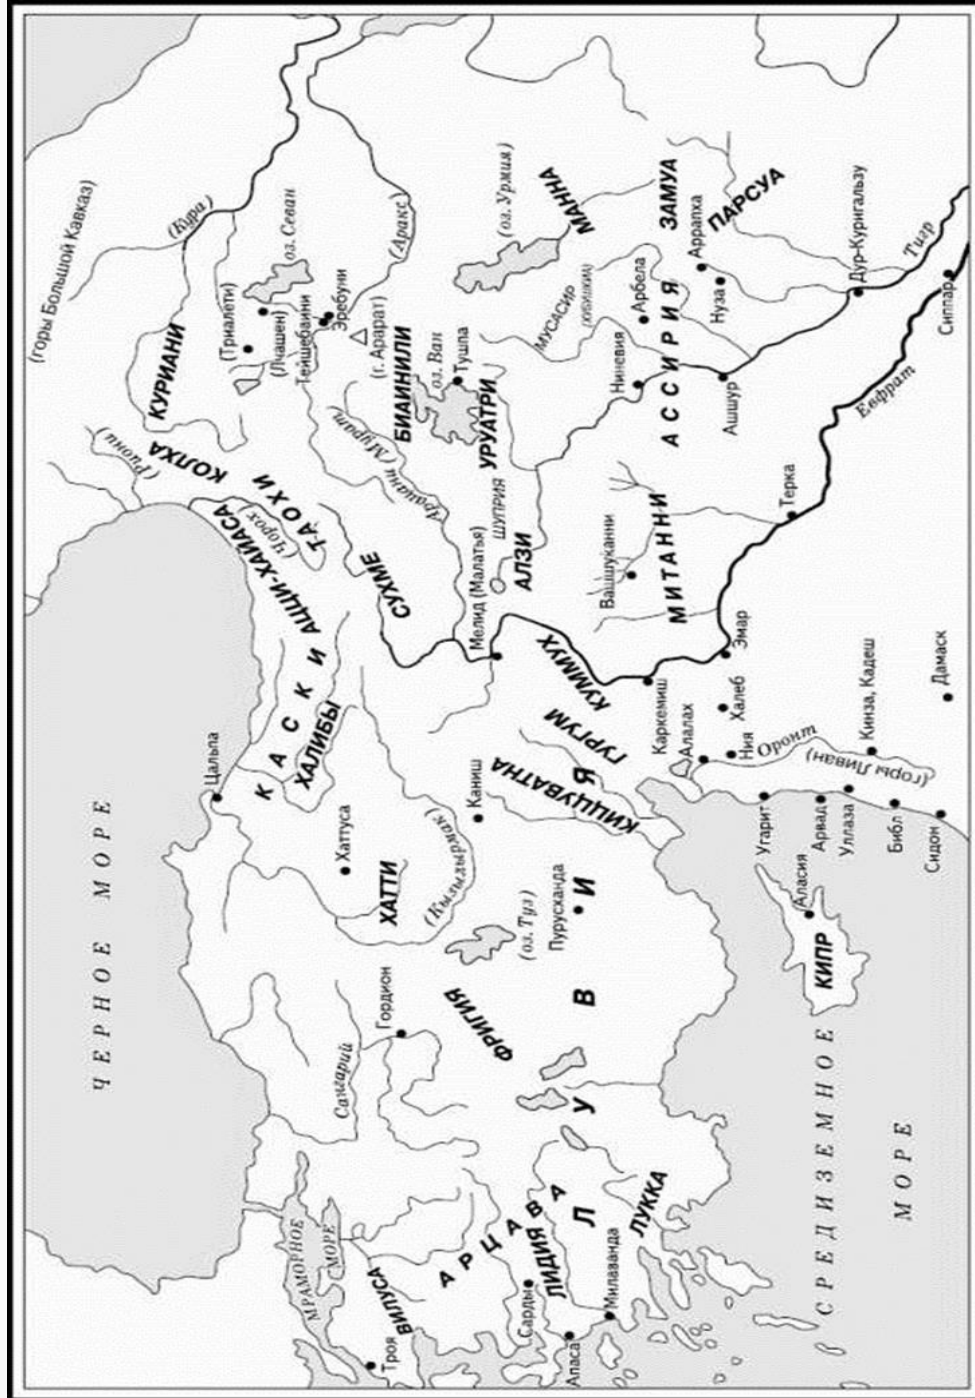 ЧЕРНОЕ МОРЕ
(горы Большой Кавказ)
(Риони)
КОЛХА
КУРИАНИ
(Кура)
(Триалети)
оз. Севан
(Лчашен)
Тейшебаини
Эребуни
(г. Арарат)
(Аракс)
Цальпа
КАСКИ
ХАЛИБЫ
АЦЦИ-ХАЙАСА
(Чорох)
ТАОХИ
СУХМЕ
Арацани (Мурат)
БИАИНИЛИ
оз. Ван
Тушпа
УРУАТРИ
(оз. Урмия)
МАННА
МРАМОРНОЕ
МОРЕ
Троя
ВИЛУСА
Сангарий
Гордион
Хаттуса
ХАТТИ
(Кызылырмак)
Каниш
Мелид (Малатья)
ШУПРИЯ
АЛЗИ
МУСАСИР
АРЦАВА
ФРИГИЯ
(оз. Туз)
Пурусханда
КИЦЦУВАТНА
ГУРГУМ
КУММУХ
Сарды
ЛИДИЯ
Апаса
Милаванда
ЛУККА
ЛУВИЯ
Вашшуканни
МИТАННИ
Ниневия
Арбела
АССИРИЯ
ЗАМУА
ПАРСУА
Аррапха
Нуза
Ашшур
Каркемиш
Алалах
Ния
Халеб
Эмар
Терка
Дур-Куригальзу
Тигр
Евфрат
Сиппар
Угарит
Оронт
(горы Ливан)
Арвад
Уллаза
Кинза, Кадеш
Библ
Сидон
Дамаск
Аласия
КИПР
СРЕДИЗЕМНОЕ
МОРЕ